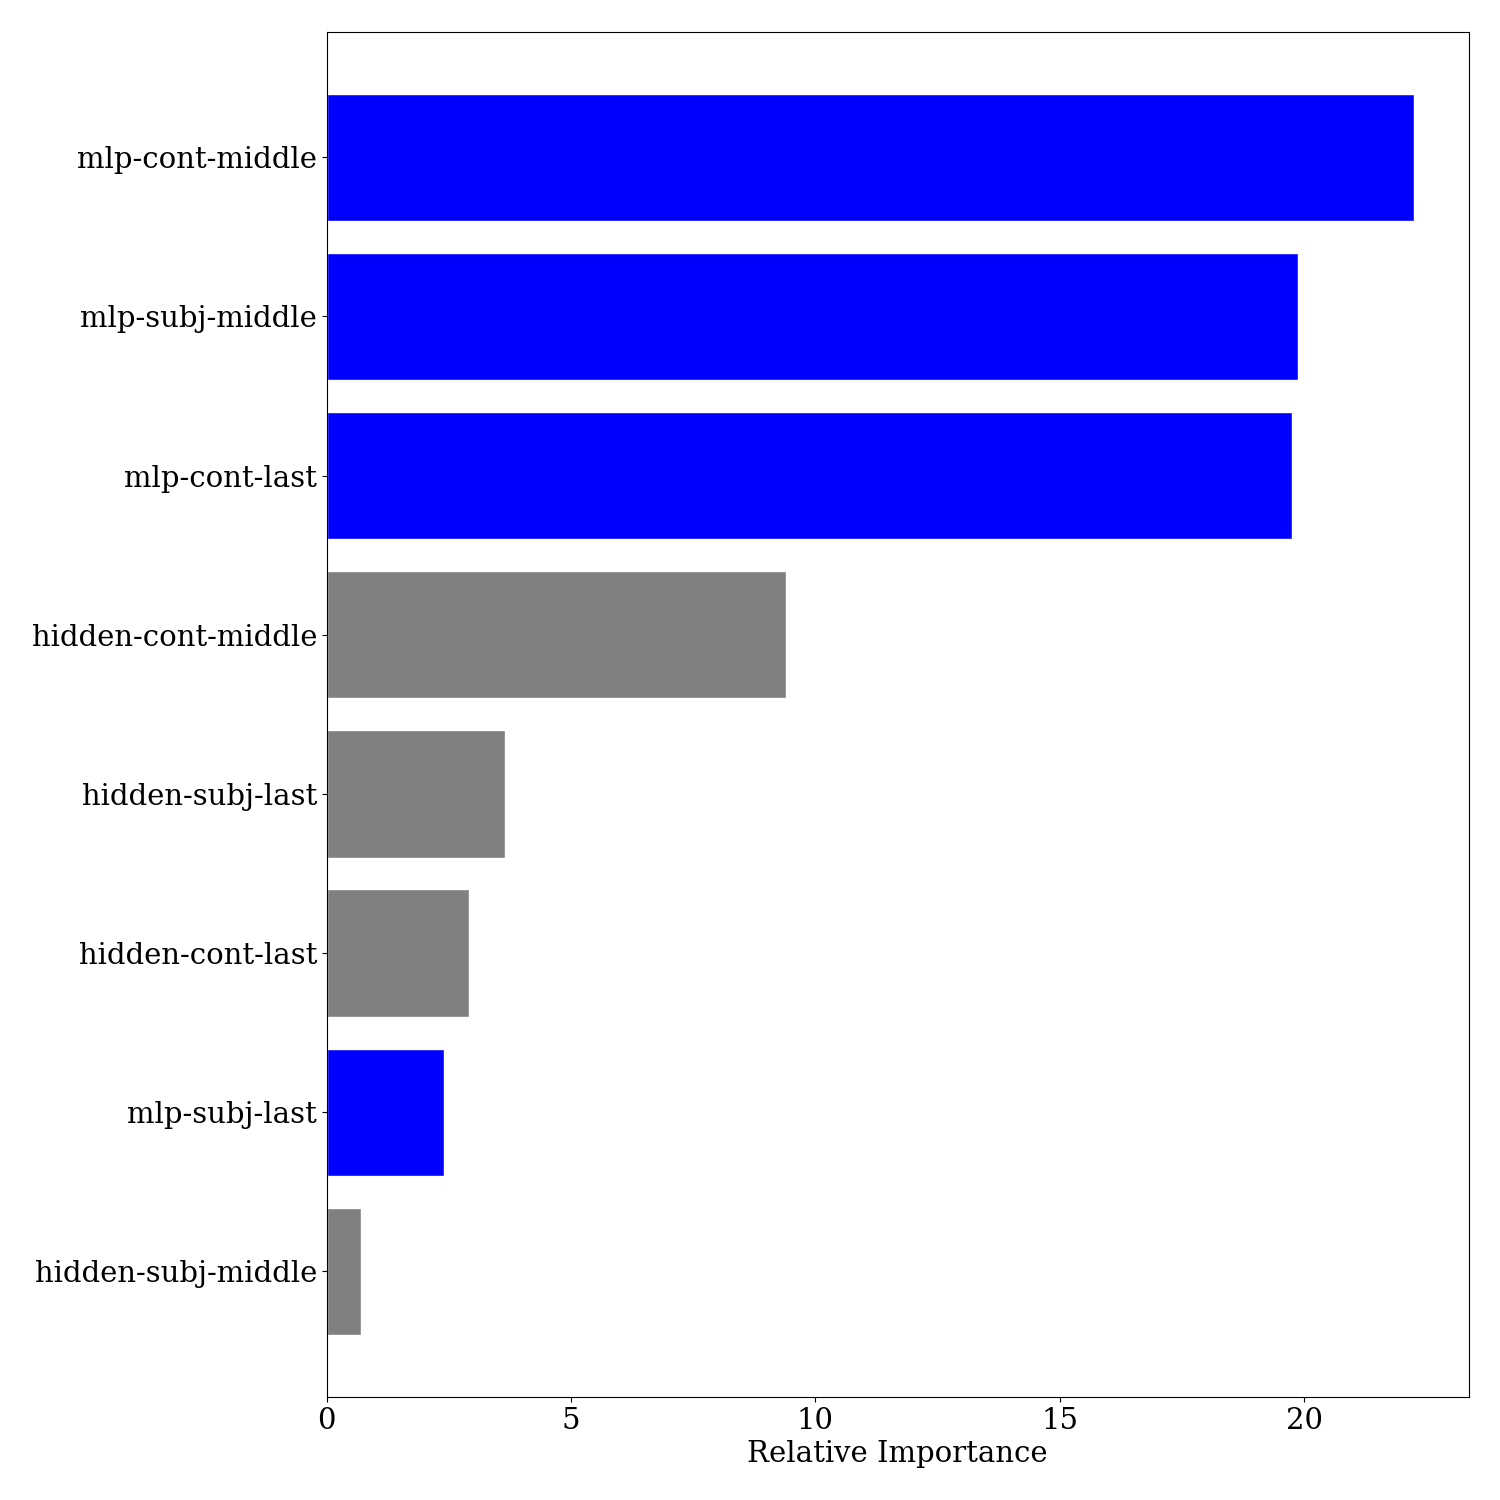 mlp-cont-middle
mlp-subj-middle
mlp-cont-last
hidden-cont-middle
hidden-subj-last
hidden-cont-last
mlp-subj-last
hidden-subj-middle
0 5 10 15 20
Relative Importance